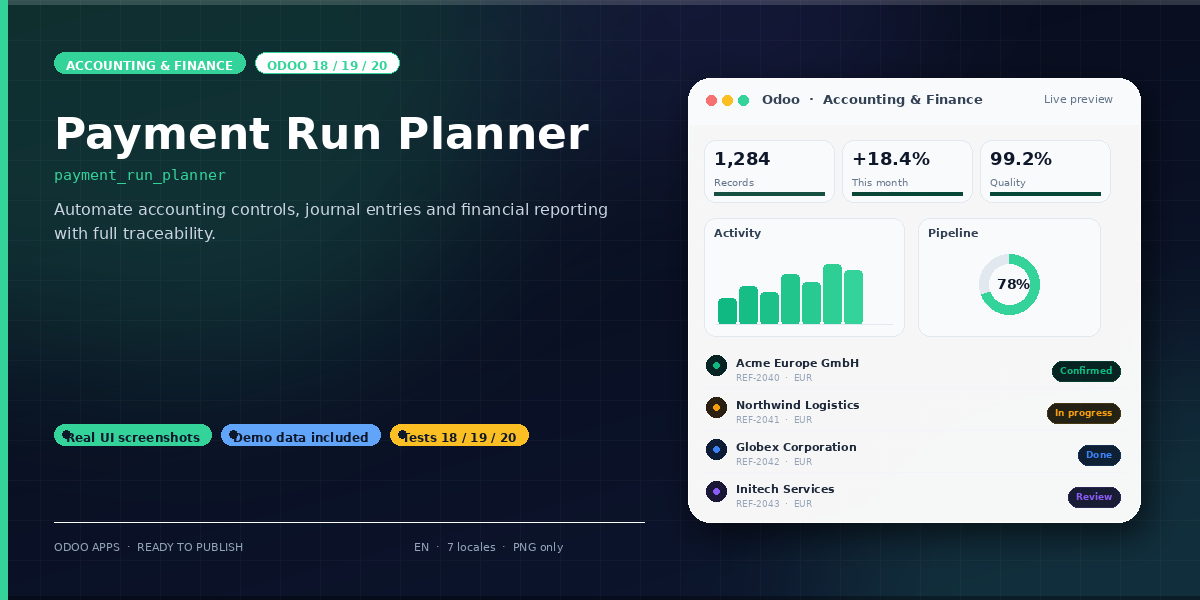 ACCOUNTING & FINANCE
ODOO 18 / 19 / 20
Payment Run Planner
payment_run_planner
Automate accounting controls, journal entries and financial reporting
with full traceability.
Real UI screenshots
Demo data included
Tests 18 / 19 / 20
ODOO APPS · READY TO PUBLISH
EN · 7 locales · PNG only
Odoo · Accounting & Finance
Live preview
1,284
Records
+18.4%
This month
99.2%
Quality
Activity
Pipeline
78%
Acme Europe GmbH
REF-2040 · EUR
Confirmed
Northwind Logistics
REF-2041 · EUR
In progress
Globex Corporation
REF-2042 · EUR
Done
Initech Services
REF-2043 · EUR
Review